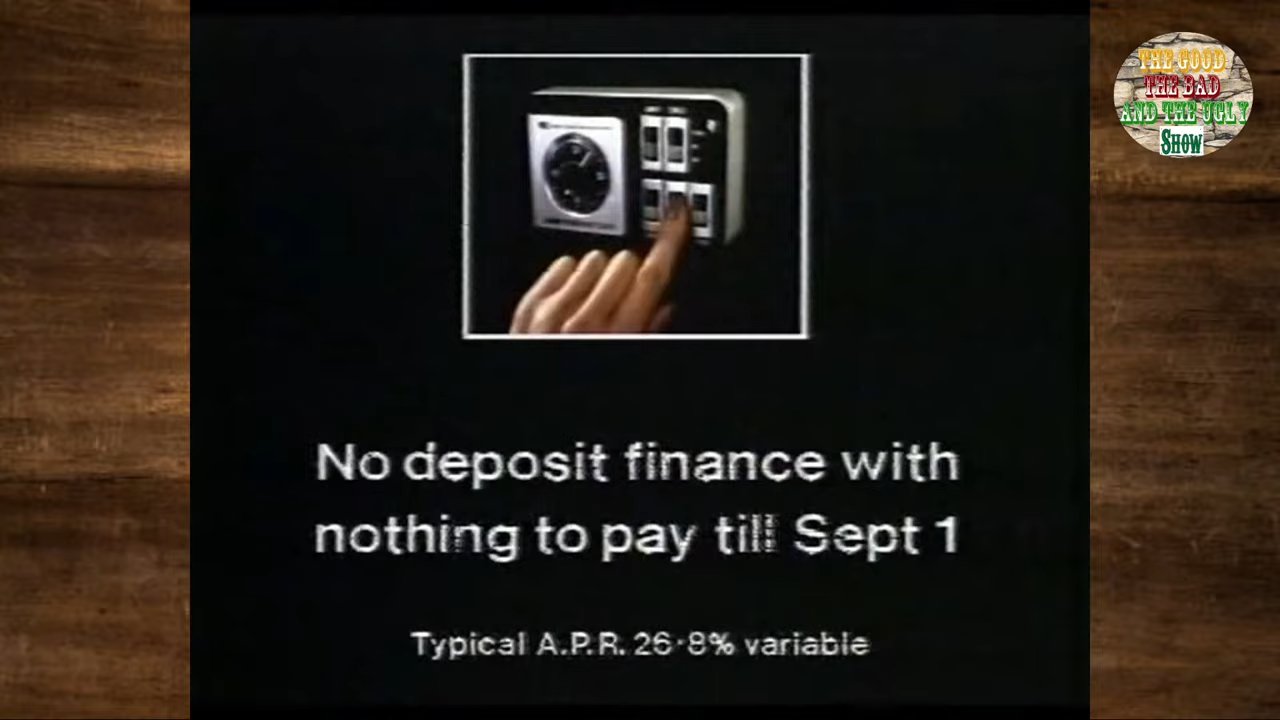 THE GOOD
THE BAD
AND THE UGLY
SHOW
No deposit finance with
nothing to pay till Sept 1
Typical A.P.R. 26·8% variable